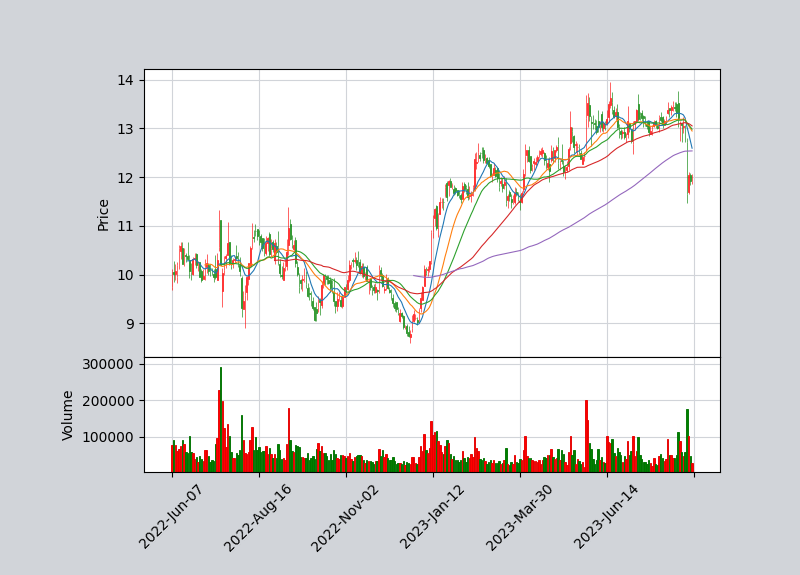 14
13
12
11
10
9
Price
300000
200000
100000
Volume
2022-Jun-07
2022-Aug-16
2022-Nov-02
2023-Jan-12
2023-Mar-30
2023-Jun-14